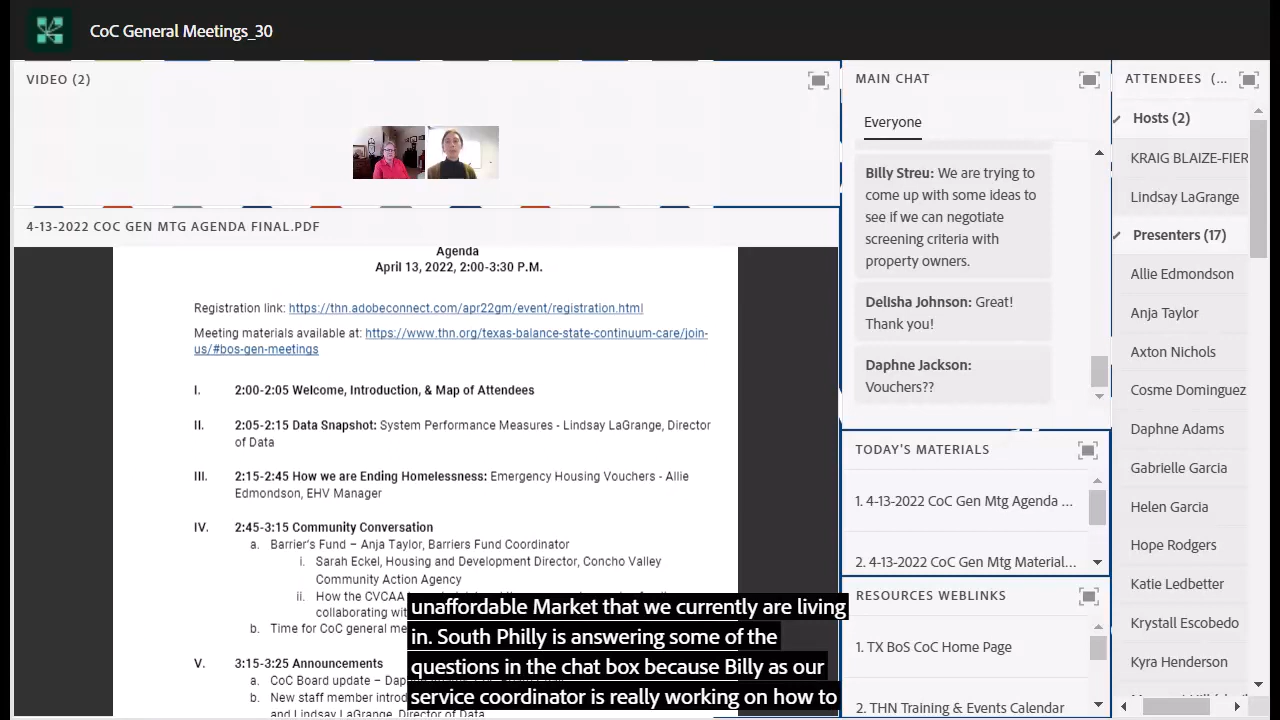 CoC General Meetings_30
VIDEO (2)
4-13-2022 COC GEN MTG AGENDA FINAL.PDF
Agenda
April 13, 2022, 2:00-3:30 P.M.
Registration link: https://thn.adobeconnect.com/apr22gm/event/registration.html
Meeting materials available at: https://www.thn.org/texas-balance-state-continuum-care/join-
us/#bos-gen-meetings
I. 2:00-2:05 Welcome, Introduction, & Map of Attendees
II. 2:05-2:15 Data Snapshot: System Performance Measures - Lindsay LaGrange, Director
of Data
III. 2:15-2:45 How we are Ending Homelessness: Emergency Housing Vouchers - Allie
Edmondson, EHV Manager
IV. 2:45-3:15 Community Conversation
a. Barrier's Fund – Anja Taylor, Barriers Fund Coordinator
i. Sarah Eckel, Housing and Development Director, Concho Valley
Community Action Agency
ii. How the CVCAA
collaborating wit
b. Time for CoC general me
V. 3:15-3:25 Announcements
a. CoC Board update – Dap
b. New staff member introd
and Lindsay LaGrange, Director of Data
unaffordable Market that we currently are living
in. South Philly is answering some of the
questions in the chat box because Billy as our
service coordinator is really working on how to
MAIN CHAT
Everyone
Billy Streu: We are trying to
come up with some ideas to
see if we can negotiate
screening criteria with
property owners.
Delisha Johnson: Great!
Thank you!
Daphne Jackson:
Vouchers??
TODAY'S MATERIALS
1. 4-13-2022 CoC Gen Mtg Agenda ...
2. 4-13-2022 CoC Gen Mtg Material...
RESOURCES WEBLINKS
1. TX BoS CoC Home Page
2. THN Training & Events Calendar
ATTENDEES (...
Hosts (2)
KRAIG BLAIZE-FIER
Lindsay LaGrange
Presenters (17)
Allie Edmondson
Anja Taylor
Axton Nichols
Cosme Dominguez
Daphne Adams
Gabrielle Garcia
Helen Garcia
Hope Rodgers
Katie Ledbetter
Krystall Escobedo
Kyra Henderson